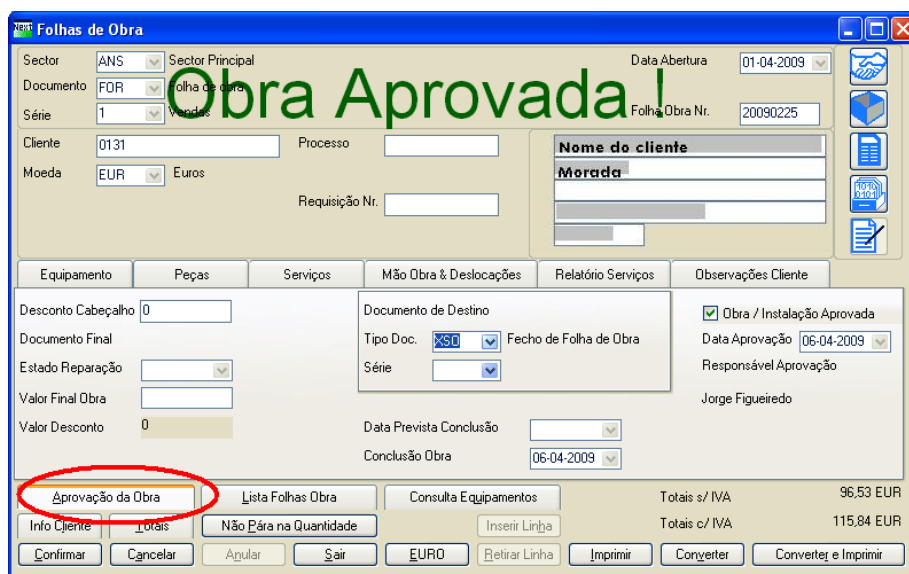 Next Folhas de Obra
Sector ANS Sector Principal Data Abertura 01-04-2009
Obra Aprovada !
Documento FOR Folha de obra
Série 1 Vendas Folha Obra Nr. 20090225
Cliente 0131 Processo Nome do cliente
Moeda EUR Euros Morada
Requisição Nr.
Equipamento Peças Serviços Mão Obra & Deslocações Relatório Serviços Observações Cliente
Desconto Cabeçalho 0 Documento de Destino Obra / Instalação Aprovada
Documento Final Tipo Doc. XSO Fecho de Folha de Obra Data Aprovação 06-04-2009
Estado Reparação Série Responsável Aprovação
Valor Final Obra Jorge Figueiredo
Valor Desconto 0 Data Prevista Conclusão
Conclusão Obra 06-04-2009
Aprovação da Obra Lista Folhas Obra Consulta Equipamentos Totais s/ IVA 96,53 EUR
Info Cliente Totais Não Pára na Quantidade Inserir Linha Totais c/ IVA 115,84 EUR
Confirmar Cancelar Anular Sair EURO Retirar Linha Imprimir Converter Converter e Imprimir